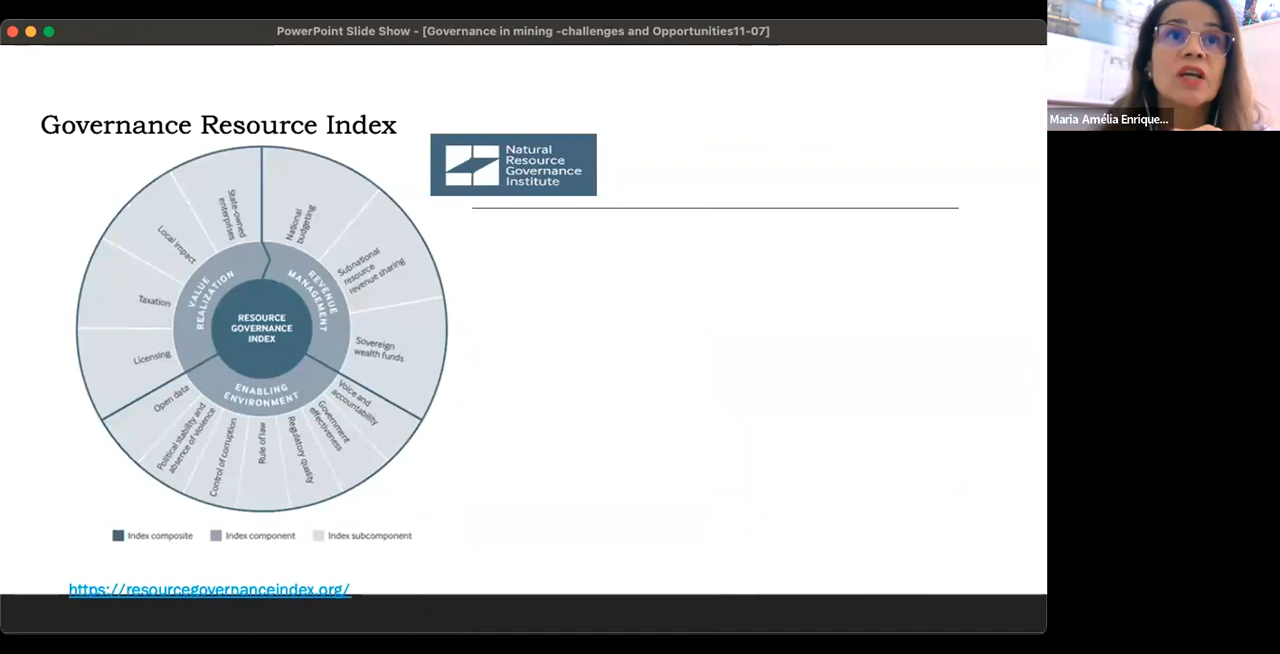 PowerPoint Slide Show - [Governance in mining -challenges and Opportunities11-07]
Maria Amélia Enrique...
Governance Resource Index
Natural
Resource
Governance
Institute
State-owned
enterprises
National
budgeting
Local impact
Subnational
resource
revenue sharing
VALUE
REALIZATION
REVENUE
MANAGEMENT
Taxation
RESOURCE
GOVERNANCE
INDEX
Licensing
Sovereign
wealth funds
ENABLING
ENVIRONMENT
Open data
Political stability and
absence of violence
Control of corruption
Rule of law
Regulatory quality
Government
effectiveness
Voice and
accountability
Index composite
Index component
Index subcomponent
https://resourcegovernanceindex.org/